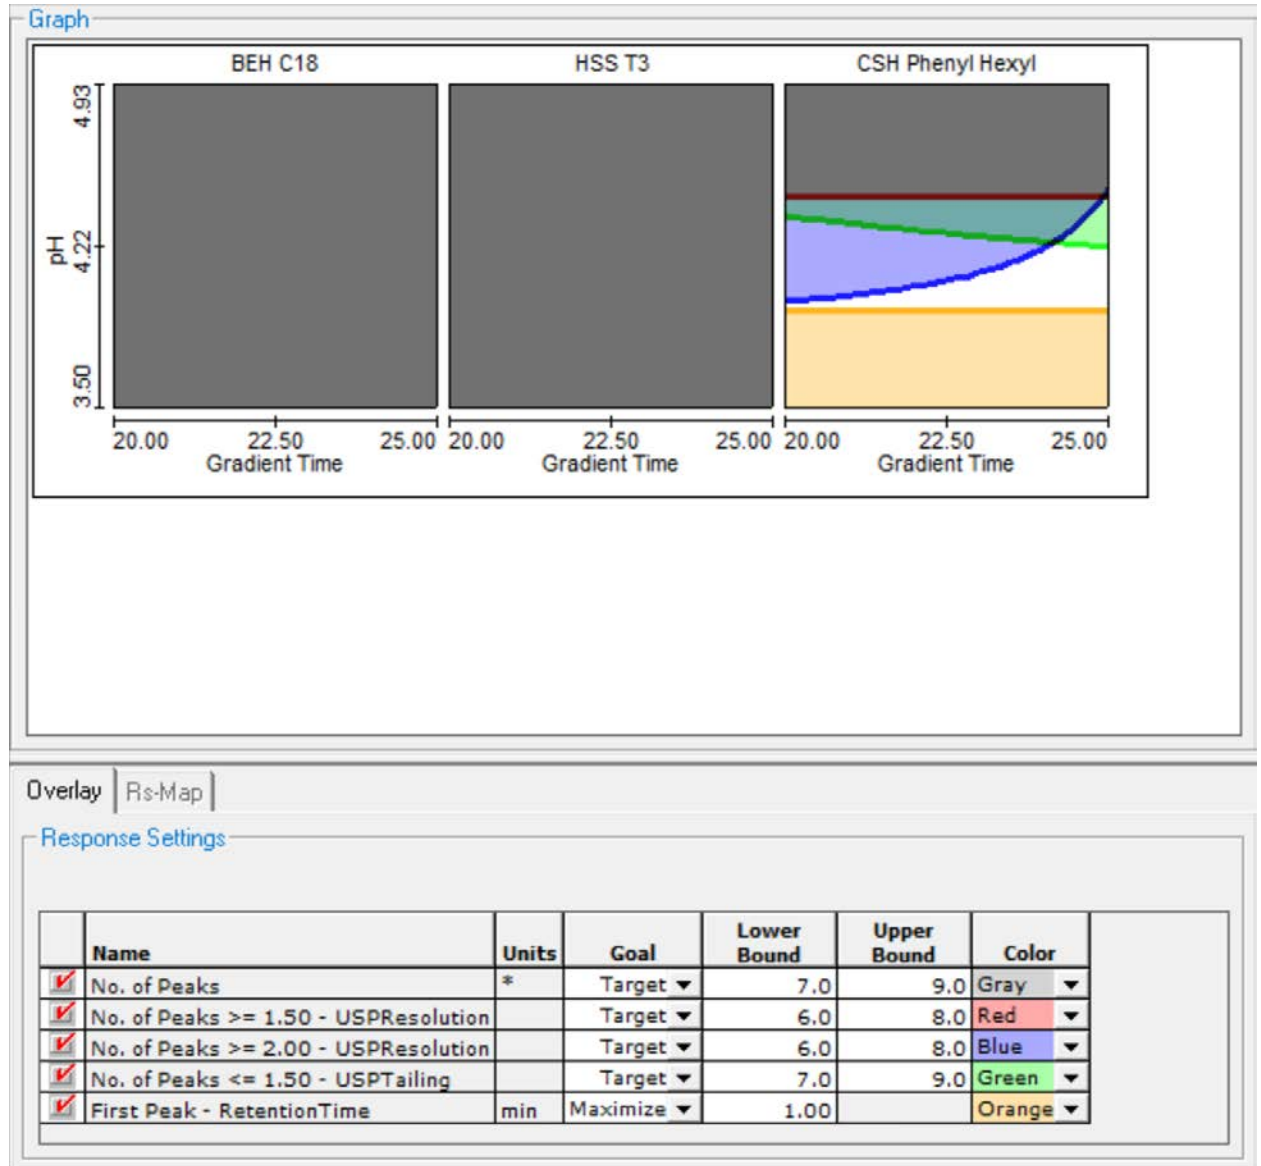 Graph
BEH C18 HSS T3 CSH Phenyl Hexyl
4.93
pH
4.22
3.50
20.00 22.50 25.00 20.00 22.50 25.00 20.00 22.50 25.00
Gradient Time Gradient Time Gradient Time
Overlay Rs-Map
Response Settings
Name Units Goal Lower Bound Upper Bound Color
No. of Peaks * Target 7.0 9.0 Gray
No. of Peaks >= 1.50 - USPResolution Target 6.0 8.0 Red
No. of Peaks >= 2.00 - USPResolution Target 6.0 8.0 Blue
No. of Peaks <= 1.50 - USPTailing Target 7.0 9.0 Green
First Peak - RetentionTime min Maximize 1.00 Orange